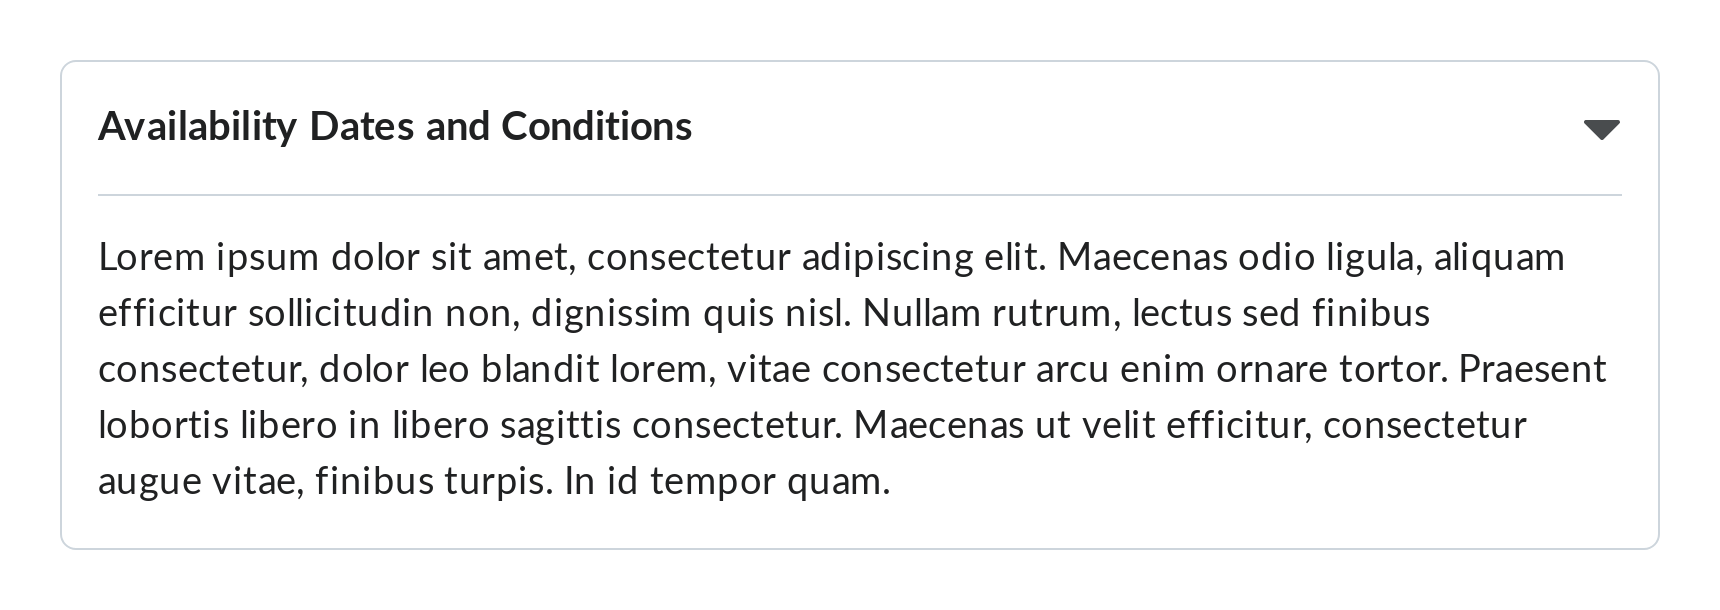 Availability Dates and Conditions
Lorem ipsum dolor sit amet, consectetur adipiscing elit. Maecenas odio ligula, aliquam
efficitur sollicitudin non, dignissim quis nisl. Nullam rutrum, lectus sed finibus
consectetur, dolor leo blandit lorem, vitae consectetur arcu enim ornare tortor. Praesent
lobortis libero in libero sagittis consectetur. Maecenas ut velit efficitur, consectetur
augue vitae, finibus turpis. In id tempor quam.